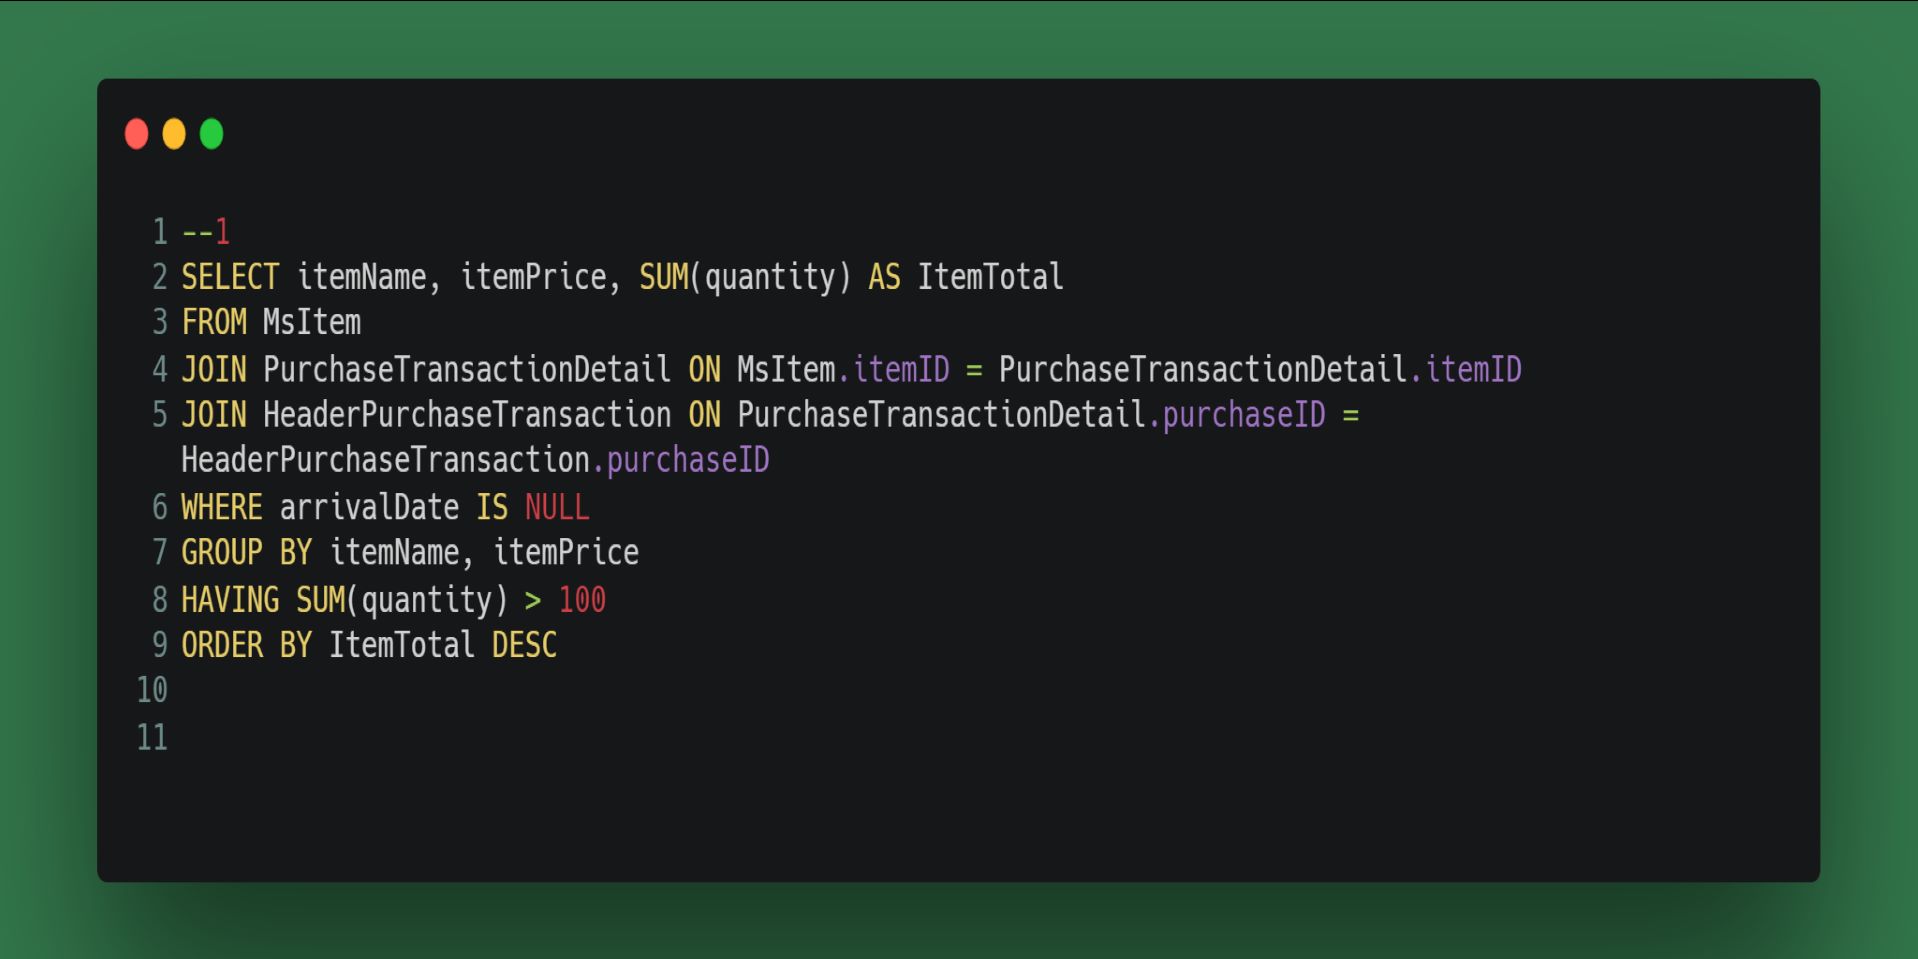 1 --1
2 SELECT itemName, itemPrice, SUM(quantity) AS ItemTotal
3 FROM MsItem
4 JOIN PurchaseTransactionDetail ON MsItem.itemID = PurchaseTransactionDetail.itemID
5 JOIN HeaderPurchaseTransaction ON PurchaseTransactionDetail.purchaseID =
HeaderPurchaseTransaction.purchaseID
6 WHERE arrivalDate IS NULL
7 GROUP BY itemName, itemPrice
8 HAVING SUM(quantity) > 100
9 ORDER BY ItemTotal DESC
10
11